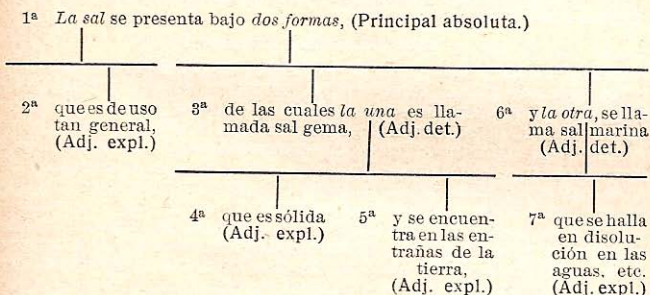 1ª La sal se presenta bajo dos formas, (Principal absoluta.)
2ª que es de uso
tan general,
(Adj. expl.)
3ª de las cuales la una es lla-
mada sal gema, (Adj. det.)
6ª y la otra, se lla-
ma sal marina
(Adj. det.)
4ª que es sólida
(Adj. expl.)
5ª y se encuen-
tra en las en-
trañas de la
tierra,
(Adj. expl.)
7ª que se halla
en disolu-
ción en las
aguas, etc.
(Adj. expl.)